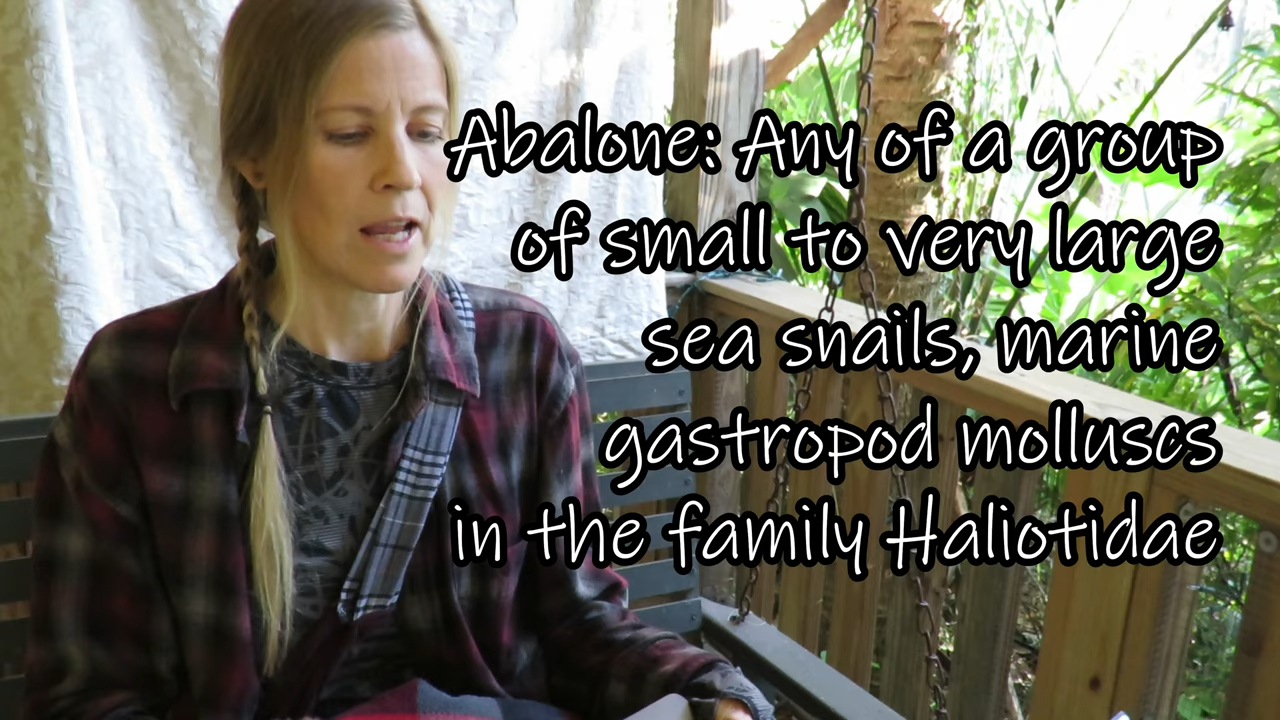 Abalone: Any of a group
of small to very large
sea snails, marine
gastropod molluscs
in the family Haliotidae